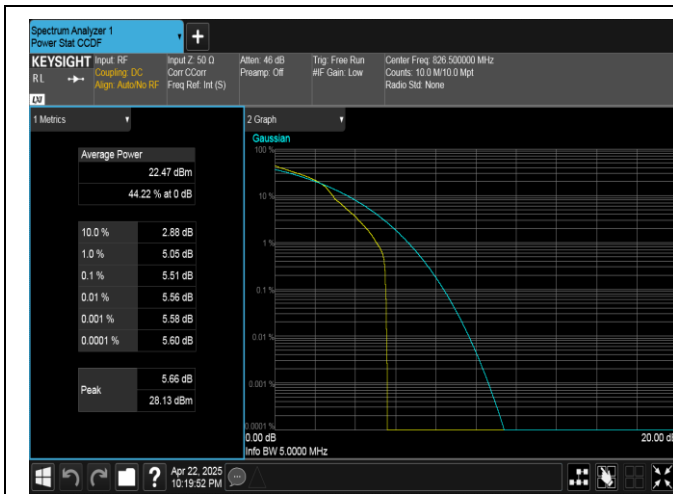 Spectrum Analyzer 1
Power Stat CCDF
+
KEYSIGHT
RL
LXI
Input: RF
Coupling: DC
Align: Auto/No RF
Input Z: 50 Ω
Corr CCorr
Freq Ref: Int (S)
Atten: 46 dB
Preamp: Off
Trig: Free Run
#IF Gain: Low
Center Freq: 826.500000 MHz
Counts: 10.0 M/10.0 Mpt
Radio Std: None
1 Metrics
Average Power
22.47 dBm
44.22 % at 0 dB
10.0 % 2.88 dB
1.0 % 5.05 dB
0.1 % 5.51 dB
0.01 % 5.56 dB
0.001 % 5.58 dB
0.0001 % 5.60 dB
Peak
5.66 dB
28.13 dBm
2 Graph
Gaussian
100 %
10 %
1 %
0.1 %
0.01 %
0.001 %
0.0001 %
0.00 dB
20.00 dB
Info BW 5.0000 MHz
?
Apr 22, 2025
10:19:52 PM